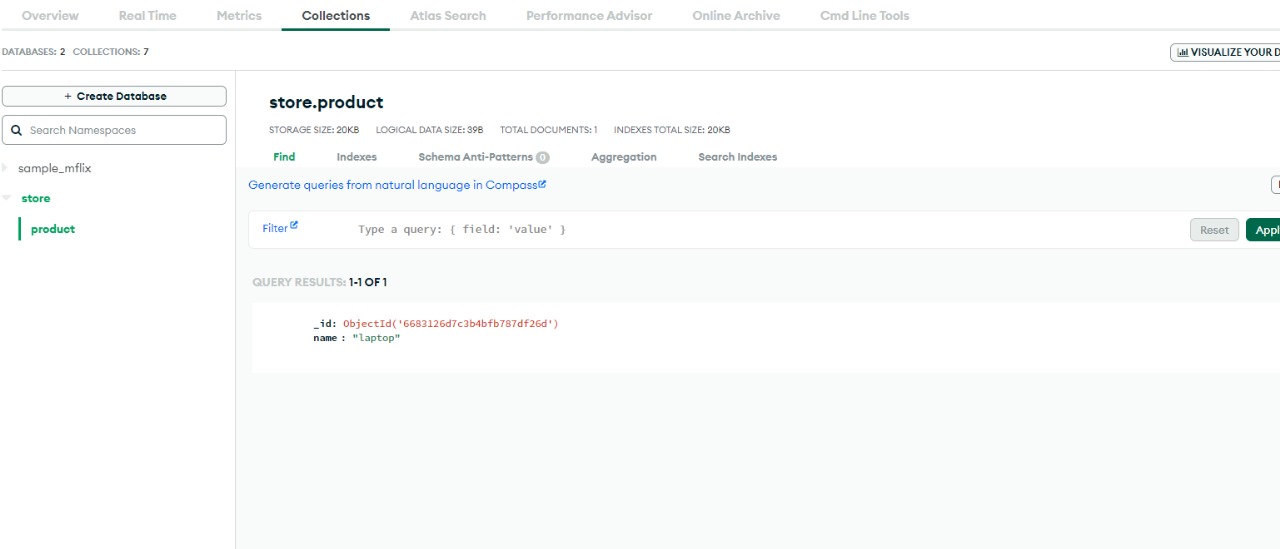 Overview Real Time Metrics Collections Atlas Search Performance Advisor Online Archive Cmd Line Tools
DATABASES: 2 COLLECTIONS: 7
VISUALIZE YOUR D
+ Create Database
Search Namespaces
sample_mflix
store
product
store.product
STORAGE SIZE: 20KB LOGICAL DATA SIZE: 39B TOTAL DOCUMENTS: 1 INDEXES TOTAL SIZE: 20KB
Find Indexes Schema Anti-Patterns 0 Aggregation Search Indexes
Generate queries from natural language in Compass
Filter Type a query: { field: 'value' } Reset Appl
QUERY RESULTS: 1-1 OF 1
_id: ObjectId('6683126d7c3b4bfb787df26d')
name : "laptop"